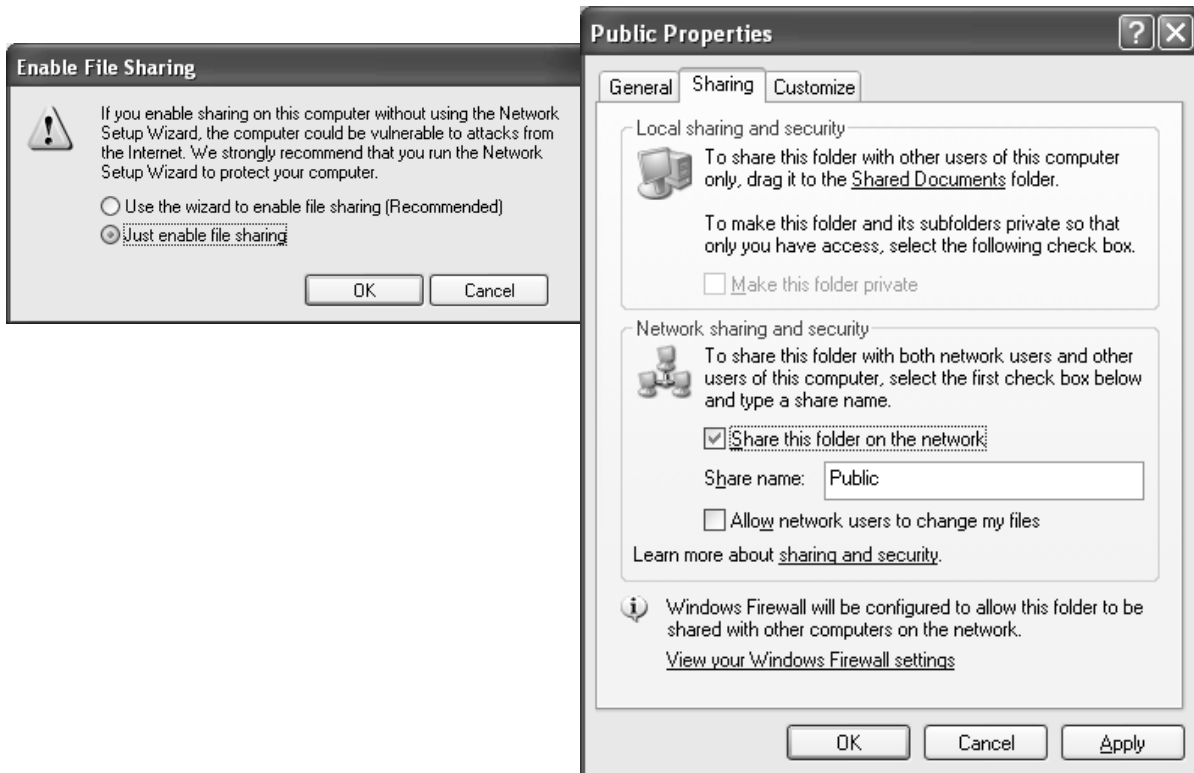 Enable File Sharing
If you enable sharing on this computer without using the Network
Setup Wizard, the computer could be vulnerable to attacks from
the Internet. We strongly recommend that you run the Network
Setup Wizard to protect your computer.
Use the wizard to enable file sharing (Recommended)
Just enable file sharing
OK
Cancel
Public Properties
General
Sharing
Customize
Local sharing and security
To share this folder with other users of this computer
only, drag it to the Shared Documents folder.
To make this folder and its subfolders private so that
only you have access, select the following check box.
Make this folder private
Network sharing and security
To share this folder with both network users and other
users of this computer, select the first check box below
and type a share name.
Share this folder on the network
Share name: Public
Allow network users to change my files
Learn more about sharing and security.
Windows Firewall will be configured to allow this folder to be
shared with other computers on the network.
View your Windows Firewall settings
OK
Cancel
Apply